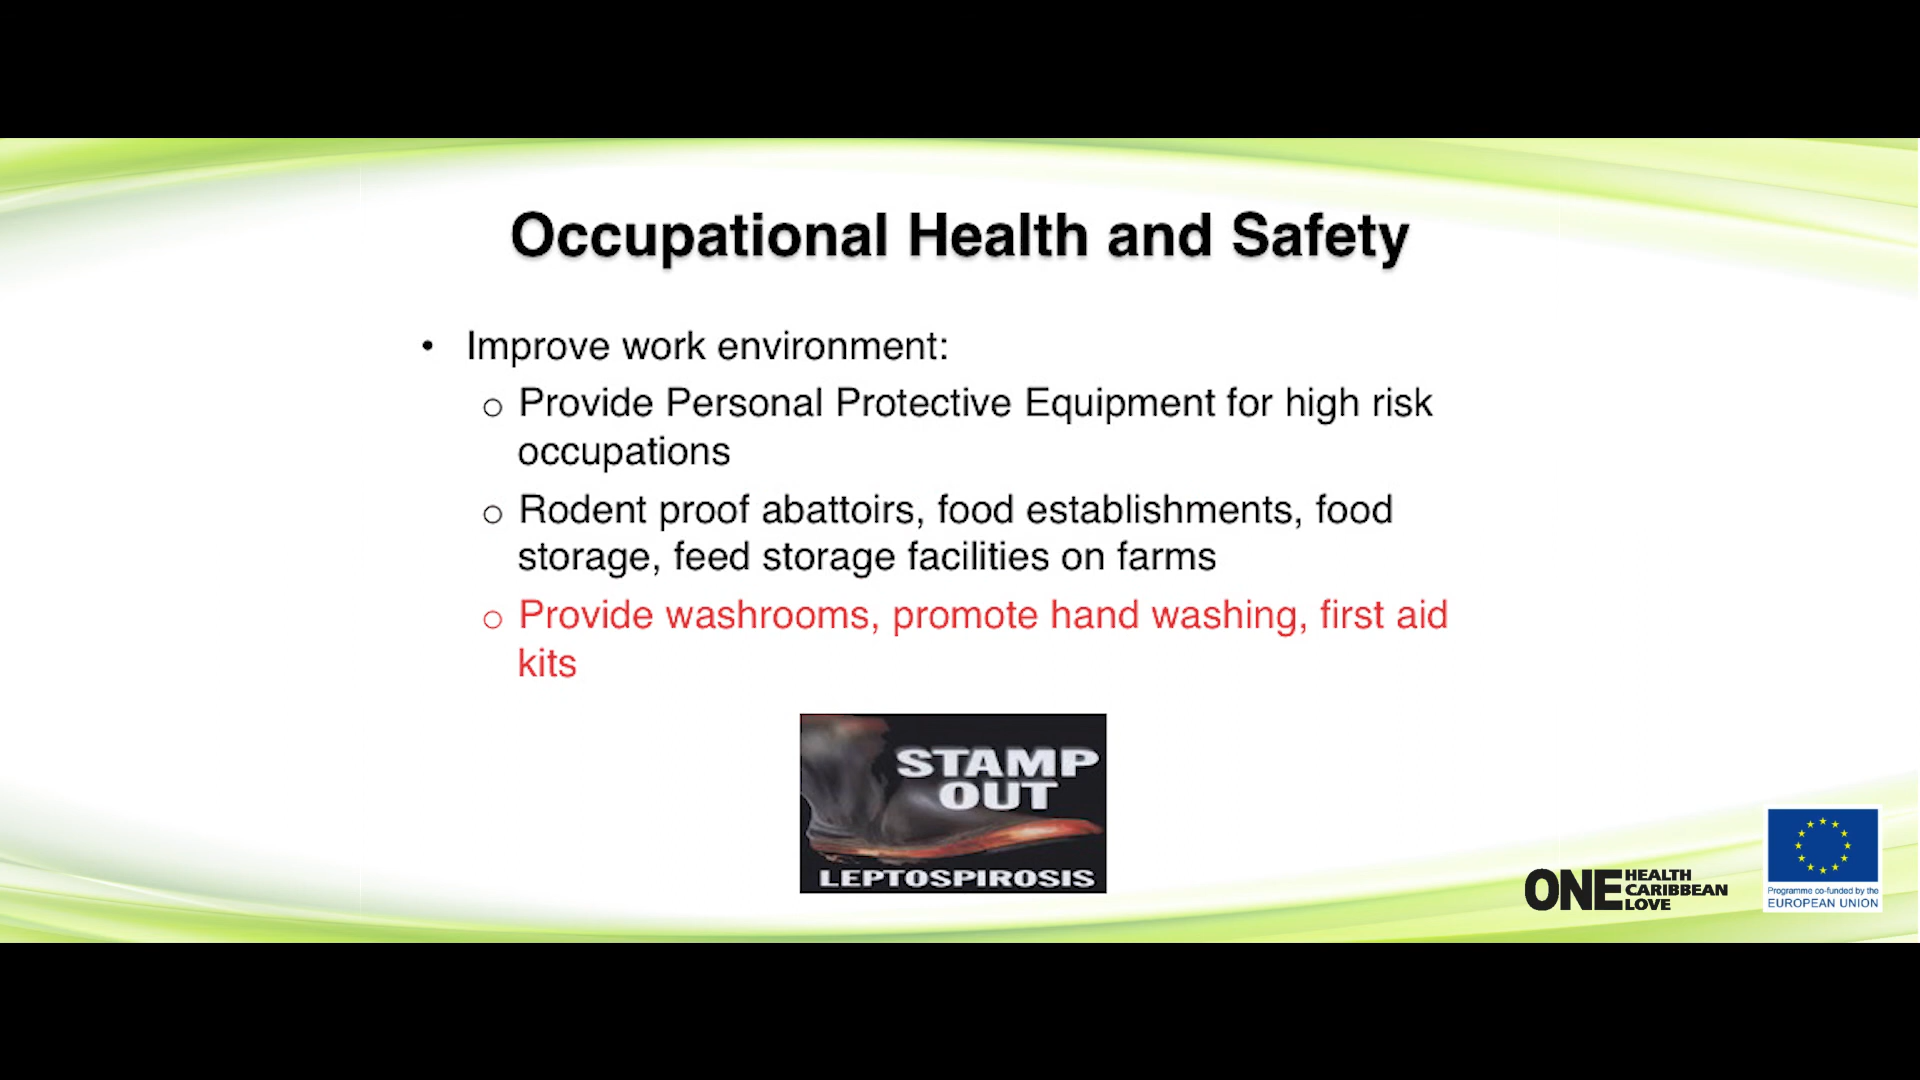 Occupational Health and Safety
• Improve work environment:
o Provide Personal Protective Equipment for high risk
occupations
o Rodent proof abattoirs, food establishments, food
storage, feed storage facilities on farms
o Provide washrooms, promote hand washing, first aid
kits
STAMP
OUT
LEPTOSPIROSIS
ONE HEALTH
CARIBBEAN
LOVE
Programme co-funded by the
EUROPEAN UNION